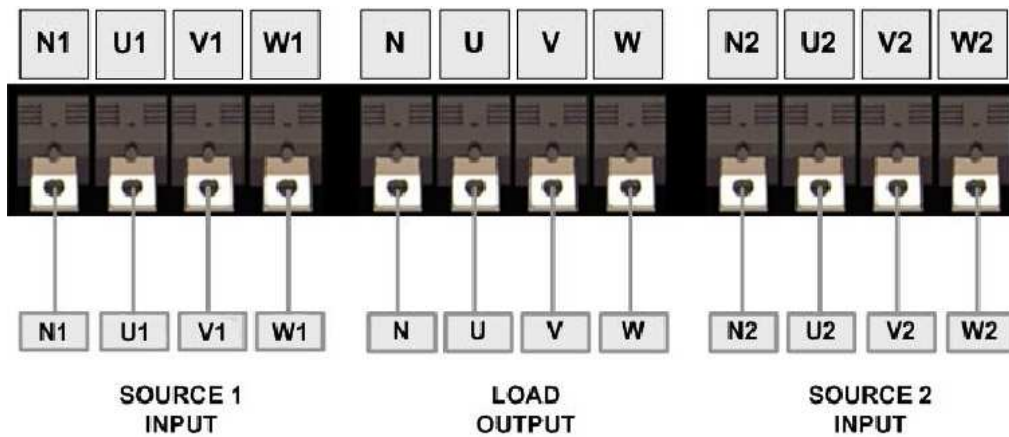 N1 U1 V1 W1 N U V W N2 U2 V2 W2
N1 U1 V1 W1 N U V W N2 U2 V2 W2
SOURCE 1 LOAD SOURCE 2
INPUT OUTPUT INPUT